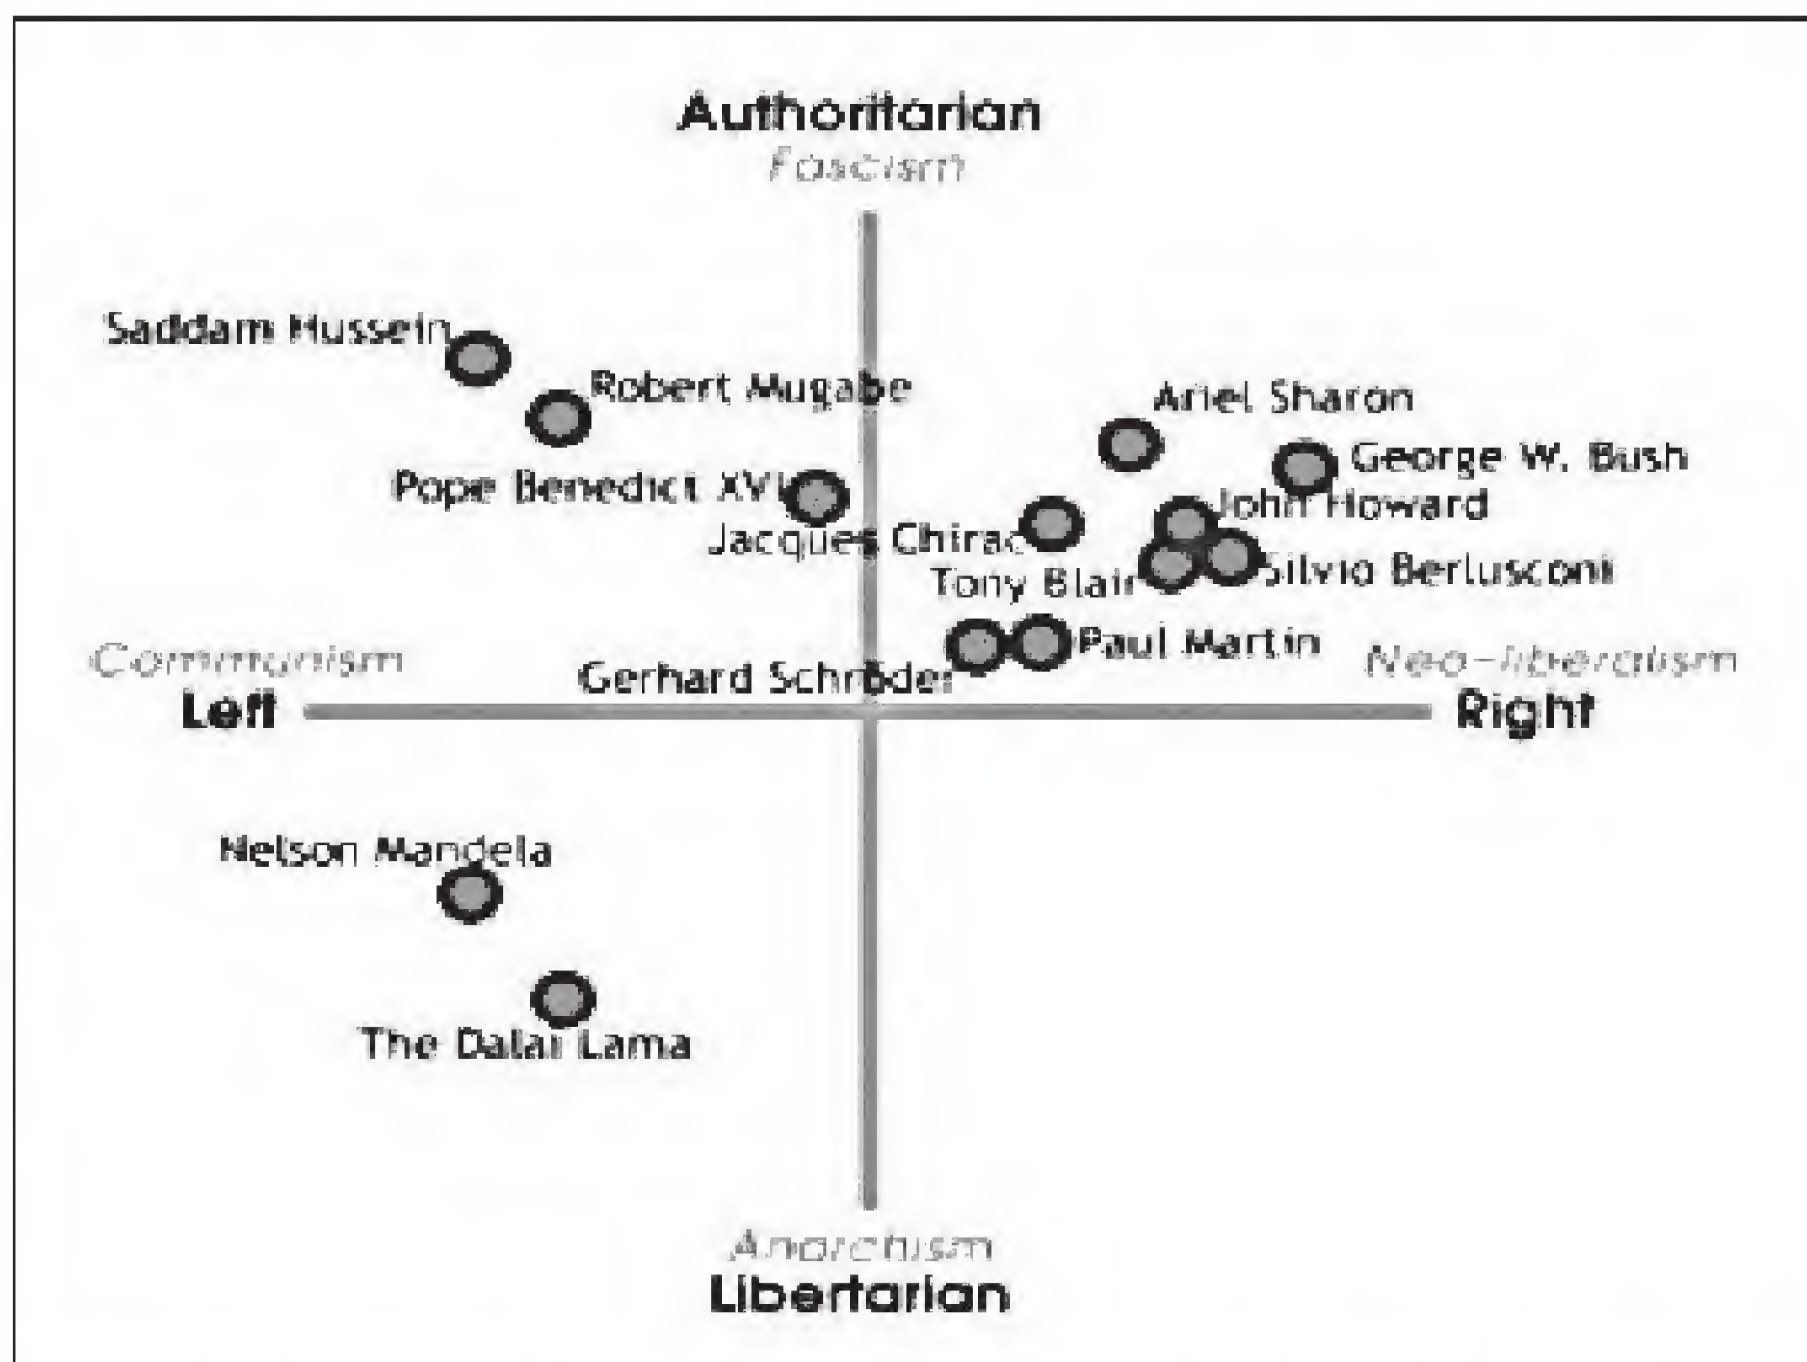 Authoritarian
Fascism
Saddam Hussein
Robert Mugabe
Ariel Sharon
George W. Bush
Pope Benedict XVI
John Howard
Jacques Chirac
Silvio Berlusconi
Tony Blair
Paul Martin
Gerhard Schröder
Communism
Neo-liberalism
Left
Right
Nelson Mandela
The Dalai Lama
Anarchism
Libertarian